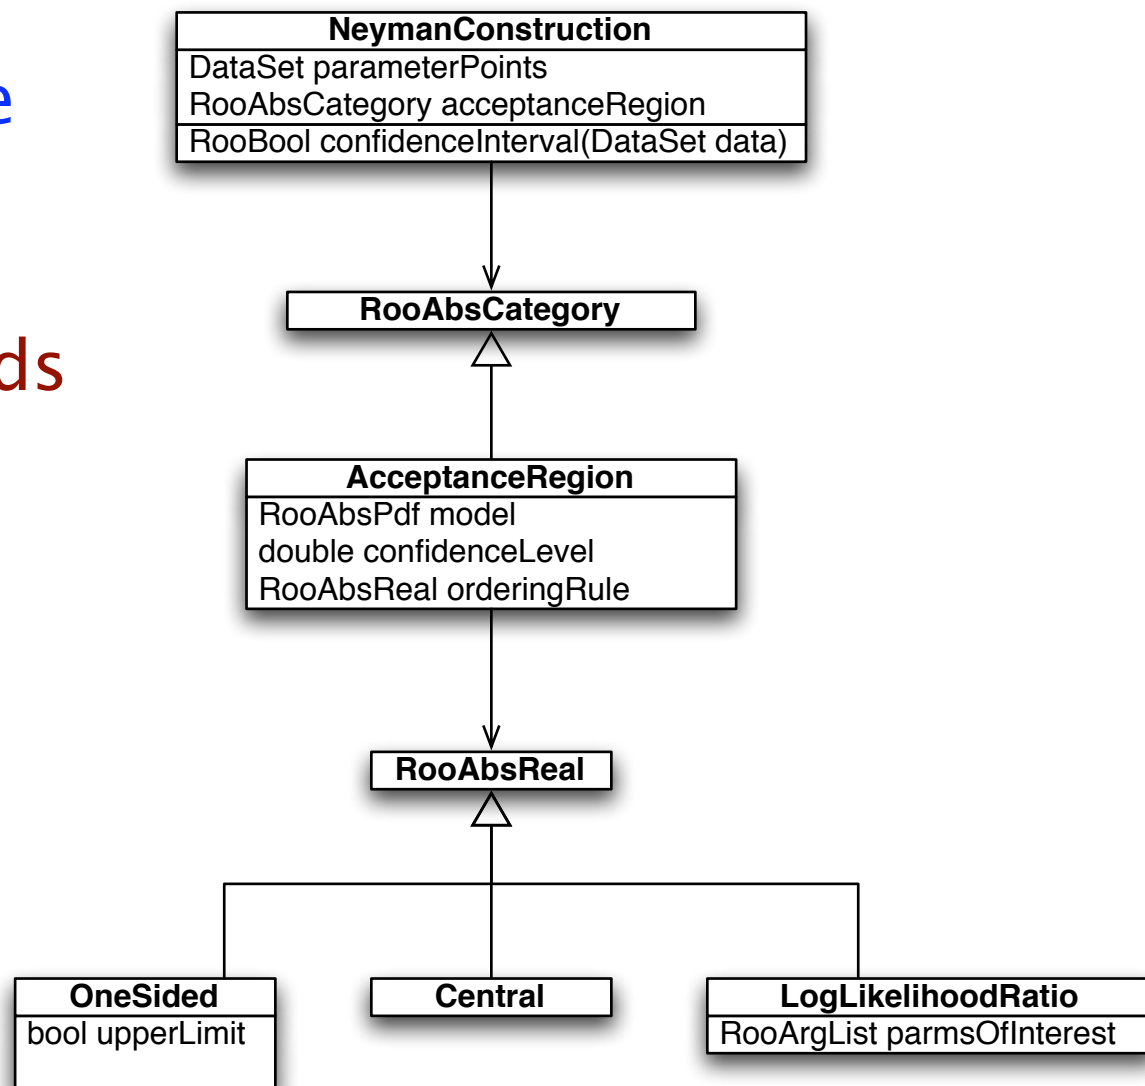 NeymanConstruction
DataSet parameterPoints
RooAbsCategory acceptanceRegion
RooBool confidenceInterval(DataSet data)
e
RooAbsCategory
ds
AcceptanceRegion
RooAbsPdf model
double confidenceLevel
RooAbsReal orderingRule
RooAbsReal
OneSided
bool upperLimit
Central
LogLikelihoodRatio
RooArgList parmsOfInterest